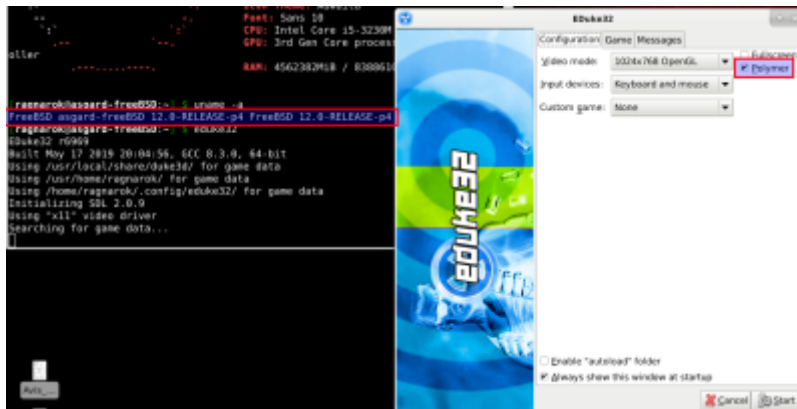 Font: Sans 10
CPU: Intel Core i5-3230M
GPU: 3rd Gen Core proces
oller
RAM: 4562382MiB / 8388610
[ragnarok@asgard-freeBSD:~] $ uname -a
FreeBSD asgard-freeBSD 12.0-RELEASE-p4 FreeBSD 12.0-RELEASE-p4
[ragnarok@asgard-freeBSD:~] $ eduke32
EDuke32 r6969
Built May 17 2019 20:04:56, GCC 8.3.0, 64-bit
Using /usr/local/share/duke3d/ for game data
Using /home/ragnarok/ for game data
Using /home/ragnarok/.config/eduke32/ for game data
Initializing SDL 2.0.9
Using "x11" video driver
Searching for game data...
EDuke32
Configuration Game Messages
Video mode: 1024x768 OpenGL
Fullscreen
Polymer
Input devices: Keyboard and mouse
Custom game: None
eduke32
Enable "autoload" folder
Always show this window at startup
Cancel Start